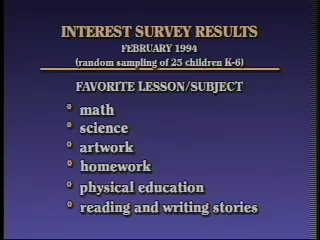 INTEREST SURVEY RESULTS
FEBRUARY 1994
(random sampling of 25 children K-6)
FAVORITE LESSON/SUBJECT
* math
* science
* artwork
* homework
* physical education
* reading and writing stories